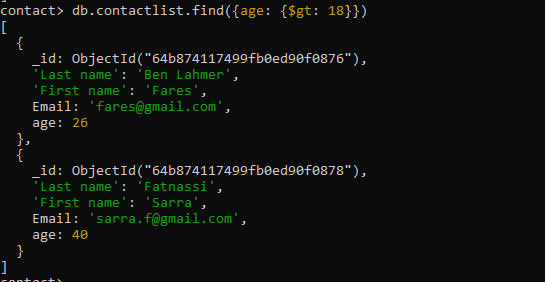 contact> db.contactlist.find({age: {$gt: 18}})
[
  {
    _id: ObjectId("64b874117499fb0ed90f0876"),
    'Last name': 'Ben Lahmer',
    'First name': 'Fares',
    Email: 'fares@gmail.com',
    age: 26
  },
  {
    _id: ObjectId("64b874117499fb0ed90f0878"),
    'Last name': 'Fatnassi',
    'First name': 'Sarra',
    Email: 'sarra.f@gmail.com',
    age: 40
  }
]
contact>